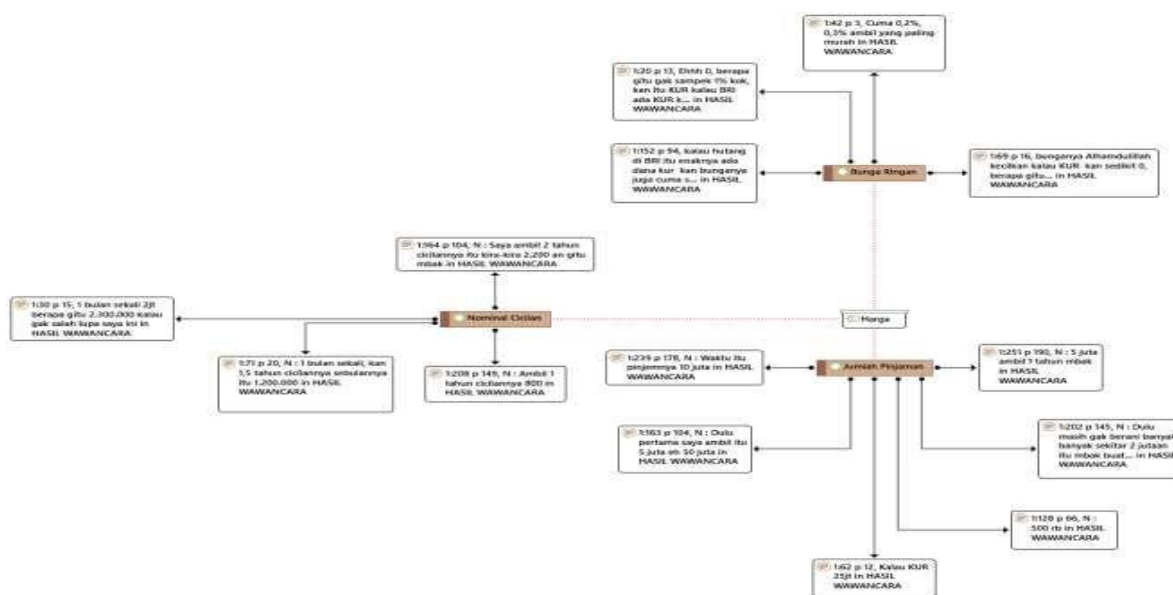 1:42 p 3, Cuma 0,2%,
0,3% ambil yang paling
murah in HASIL
WAWANCARA
1:20 p 13, Ehhh 0, berapa
gitu gak sampek 1% kok,
kan itu KUR kalau BRI
ada KUR k... in HASIL
WAWANCARA
1:152 p 94, kalau hutang
di BRI itu enaknya ada
dana kur kan bunganya
juga cuma s... in HASIL
WAWANCARA
Bunga Ringan
1:69 p 16, bunganya Alhamdulillah
kecilkan kalau KUR kan sedikit 0,
berapa gitu... in HASIL
WAWANCARA
1:164 p 104, N : Saya ambil 2 tahun
cicilannya itu kira-kira 2.200 an gitu
mbak in HASIL WAWANCARA
1:30 p 15, 1 bulan sekali 2jt
berapa gitu 2.300.000 kalau
gak salah lupa saya ini in
HASIL WAWANCARA
Nominal Cicilan
Harga
1:71 p 20, N : 1 bulan sekali, kan
1,5 tahun ciciliannya sebulannya
itu 1.200.000 in HASIL
WAWANCARA
1:208 p 149, N : Ambil 1
tahun ciciliannya 800 in
HASIL WAWANCARA
1:239 p 178, N : Waktu itu
pinjemnya 10 juta in HASIL
WAWANCARA
Jumlah Pinjaman
1:251 p 190, N : 5 juta
ambil 1 tahun mbak
in HASIL
WAWANCARA
1:163 p 104, N : Dulu
pertama saya ambil itu
5 juta eh 50 juta in
HASIL WAWANCARA
1:202 p 145, N : Dulu
masih gak berani banyak
banyak sekitar 2 jutaan
itu mbak buat... in HASIL
WAWANCARA
1:128 p 66, N :
500 rb in HASIL
WAWANCARA
1:62 p 12, Kalau KUR
25jt in HASIL
WAWANCARA